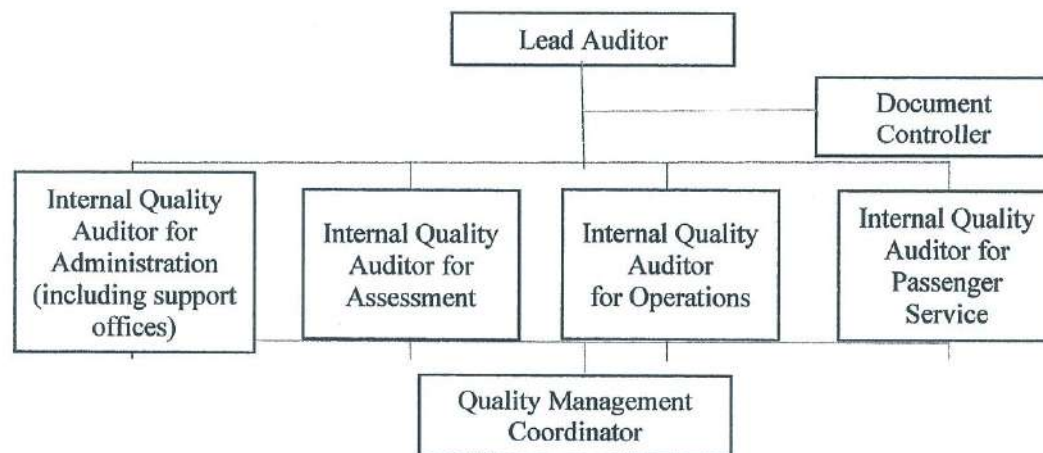 Lead Auditor
Document
Controller
Internal Quality
Auditor for
Administration
(including support
offices)
Internal Quality
Auditor for
Assessment
Internal Quality
Auditor
for Operations
Internal Quality
Auditor for
Passenger
Service
Quality Management
Coordinator